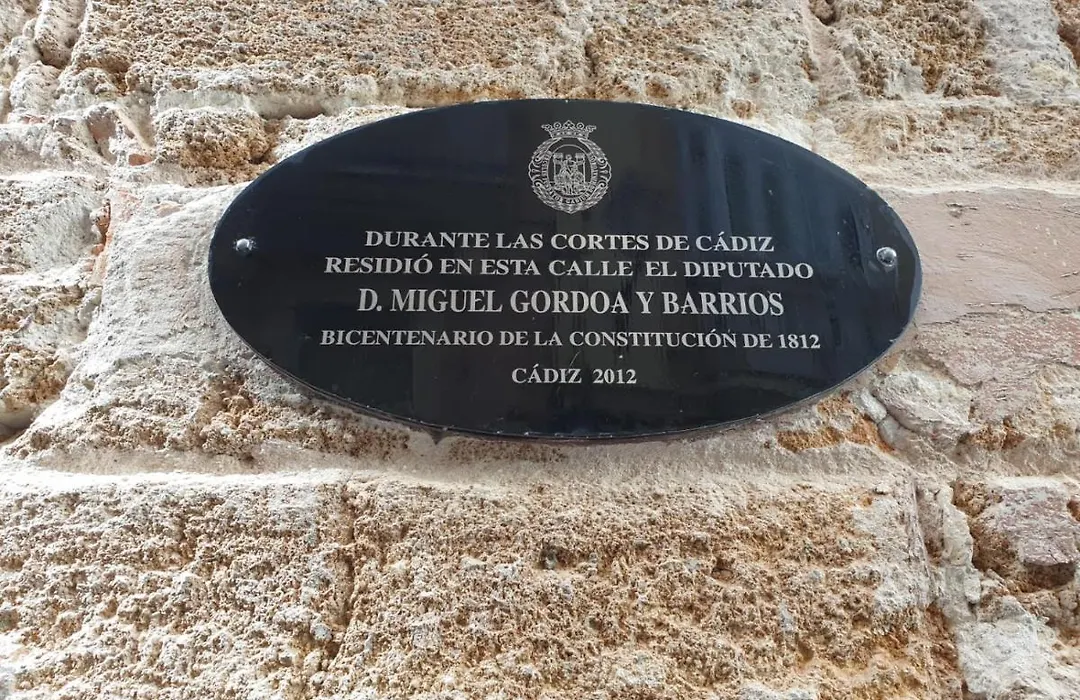 DURANTE LAS CORTES DE CÁDIZ
RESIDIÓ EN ESTA CALLE EL DIPUTADO
D. MIGUEL GORDOA Y BARRIOS
BICENTENARIO DE LA CONSTITUCIÓN DE 1812
CÁDIZ 2012